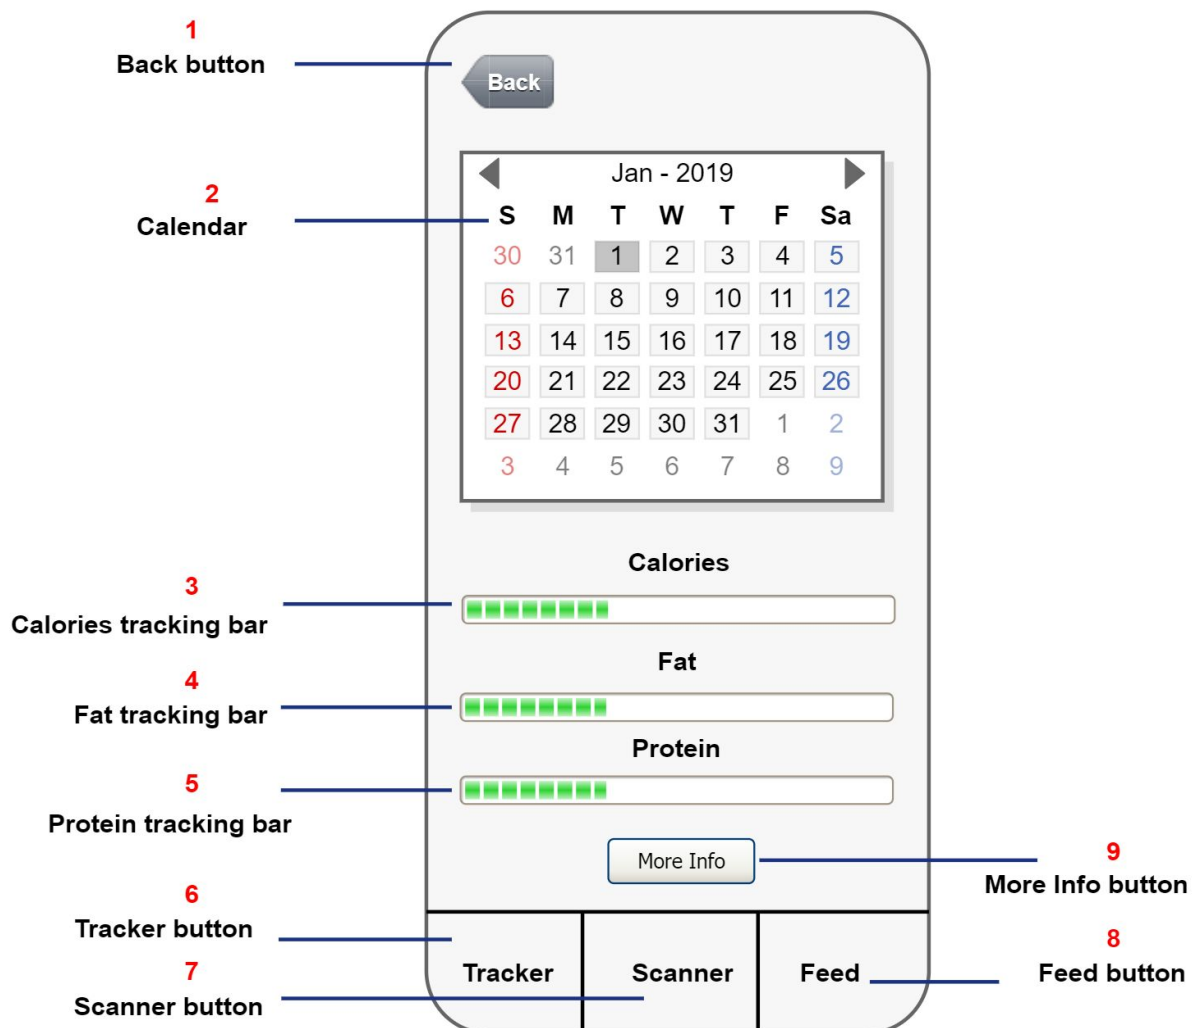 1
Back button
Back
Jan - 2019
2
Calendar
S M T W T F Sa
30 31 1 2 3 4 5
6 7 8 9 10 11 12
13 14 15 16 17 18 19
20 21 22 23 24 25 26
27 28 29 30 31 1 2
3 4 5 6 7 8 9
Calories
3
Calories tracking bar
Fat
4
Fat tracking bar
Protein
5
Protein tracking bar
More Info
9
More Info button
6
Tracker button
7
Scanner button
Tracker
Scanner
Feed
8
Feed button